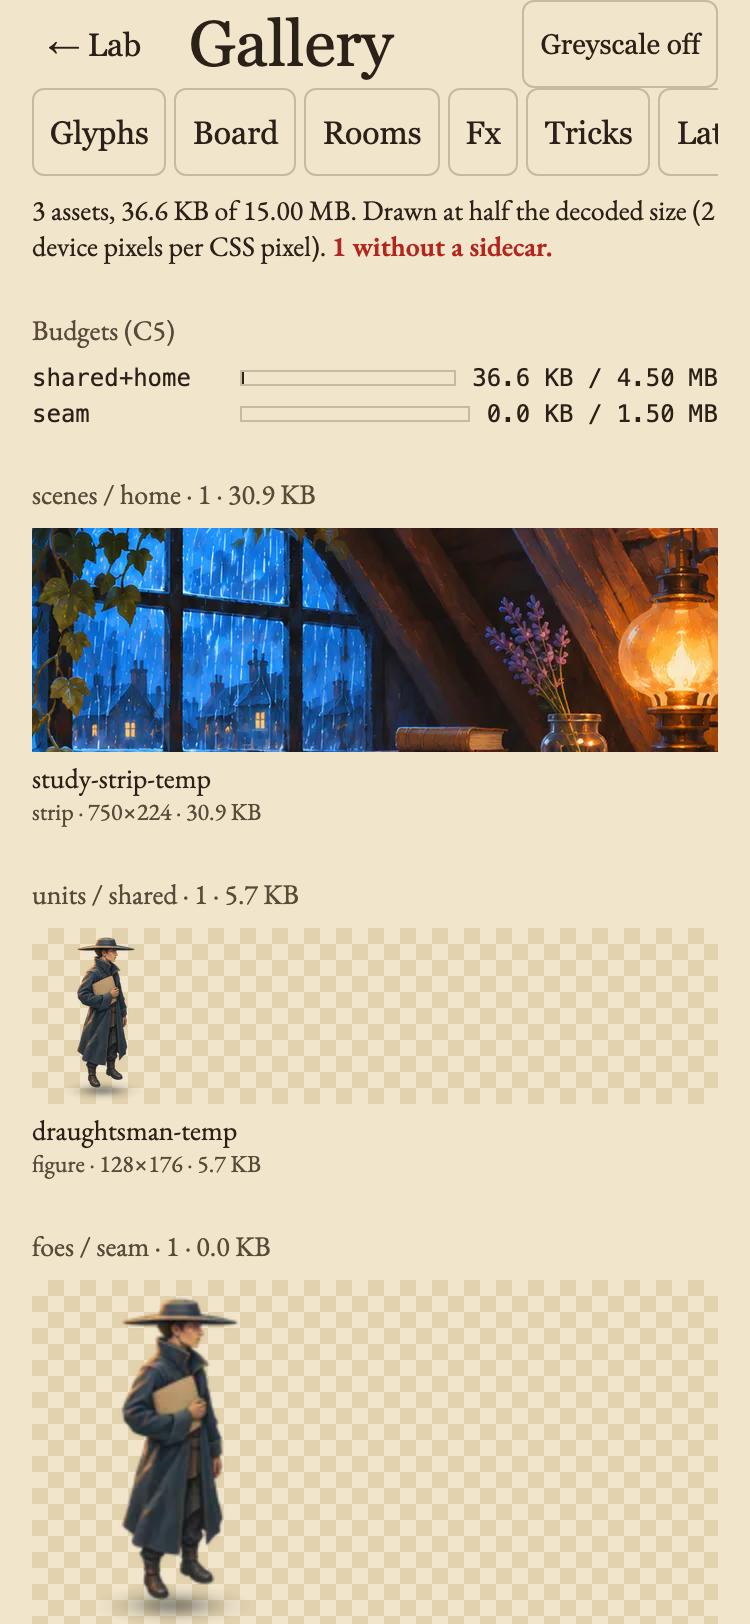 ← Lab Gallery Greyscale off
Glyphs Board Rooms Fx Tricks Lat
3 assets, 36.6 KB of 15.00 MB. Drawn at half the decoded size (2
device pixels per CSS pixel). 1 without a sidecar.
Budgets (C5)
shared+home 36.6 KB / 4.50 MB
seam 0.0 KB / 1.50 MB
scenes / home · 1 · 30.9 KB
study-strip-temp
strip · 750×224 · 30.9 KB
units / shared · 1 · 5.7 KB
draughtsman-temp
figure · 128×176 · 5.7 KB
foes / seam · 1 · 0.0 KB